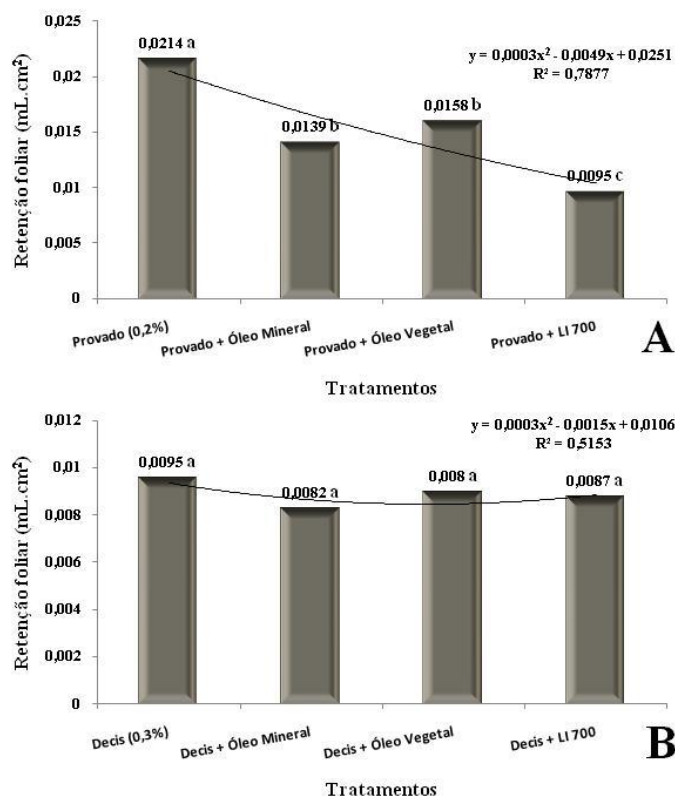 0,025
0,02
0,015
0,01
0,005
0
Retenção foliar (mL.cm²)
0,0214 a
0,0139 b
0,0158 b
0,0095 c
y = 0,0003x² - 0,0049x + 0,0251
R² = 0,7877
Provado (0,2%)
Provado + Óleo Mineral
Provado + Óleo Vegetal
Provado + LI 700
A
Tratamentos
0,012
0,01
0,008
0,006
0,004
0,002
0
Retenção foliar (mL.cm²)
0,0095 a
0,0082 a
0,008 a
0,0087 a
y = 0,0003x² - 0,0015x + 0,0106
R² = 0,5153
Decis (0,3%)
Decis + Óleo Mineral
Decis + Óleo Vegetal
Decis + LI 700
B
Tratamentos